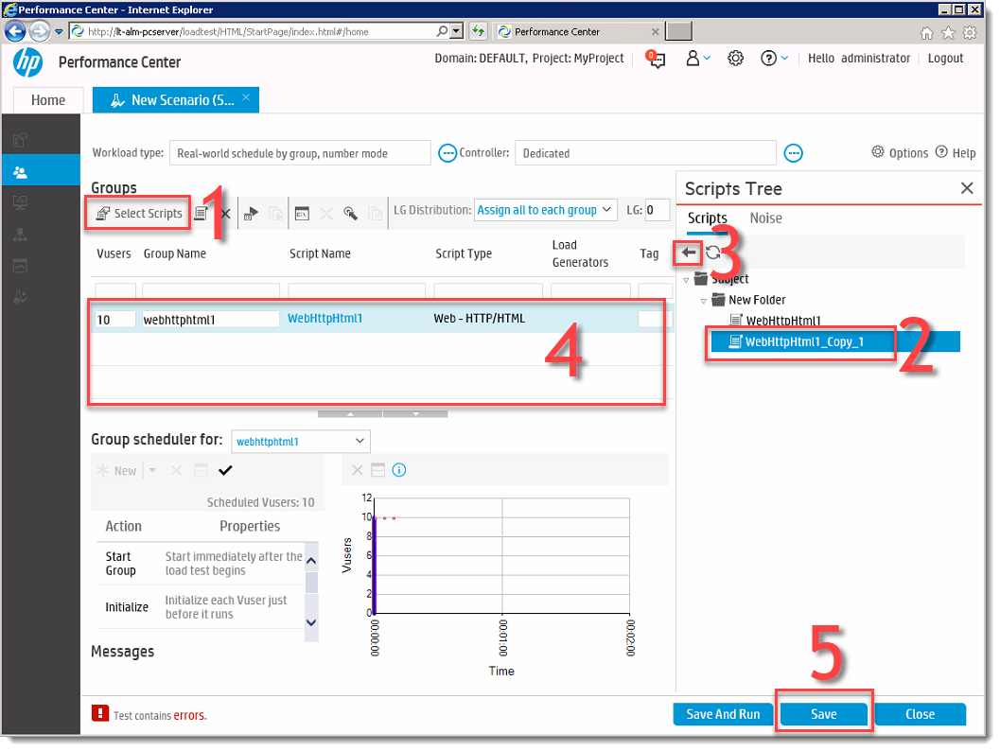 Performance Center - Internet Explorer
http://lt-alm-pcserver/loadtest/HTML/StartPage/index.html#/home
Performance Center
hp
Performance Center
Domain: DEFAULT, Project: MyProject
0
Hello administrator
Logout
Home
New Scenario (5...
Workload type:
Real-world schedule by group, number mode
Controller:
Dedicated
Options
Help
Groups
Select Scripts
1
LG Distribution:
Assign all to each group
LG:
0
Vusers
Group Name
Script Name
Script Type
Load
Generators
Tag
10
webhttphtml1
WebHttpHtml1
Web - HTTP/HTML
4
Scripts Tree
Scripts
Noise
3
Subject
New Folder
WebHttpHtml1
WebHttpHtml1_Copy_1
2
Group scheduler for:
webhttphtml1
New
Scheduled Vusers: 10
Action
Properties
Start
Group
Start immediately after the
load test begins
Initialize
Initialize each Vuser just
before it runs
12
10
8
6
4
2
0
Vusers
00:00:00
00:01:00
00:02:00
Time
Messages
5
Test contains errors.
Save And Run
Save
Close